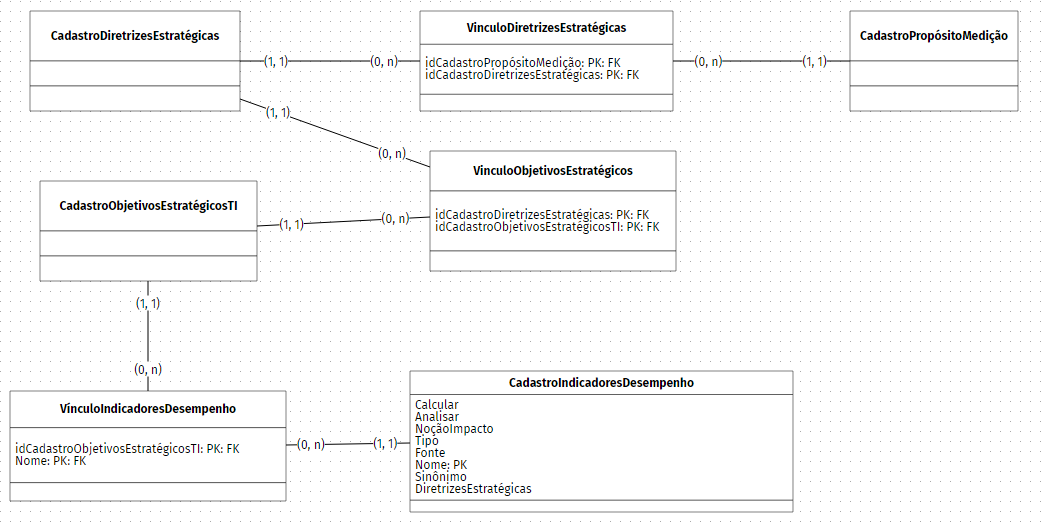 CadastroDiretrizesEstratégicas
VinculoDiretrizesEstratégicas
CadastroPropósitoMedição
(1, 1)
(0, n)
idCadastroPropósitoMedição: PK: FK
idCadastroDiretrizesEstratégicas: PK: FK
(0, n)
(1, 1)
(1, 1)
(0, n)
VinculoObjetivosEstratégicos
idCadastroDiretrizesEstratégicas: PK: FK
idCadastroObjetivosEstratégicosTI: PK: FK
CadastroObjetivosEstratégicosTI
(1, 1)
(0, n)
(1, 1)
(0, n)
VínculoIndicadoresDesempenho
idCadastroObjetivosEstratégicosTI: PK: FK
Nome: PK: FK
(0, n)
(1, 1)
CadastroIndicadoresDesempenho
Calcular
Analisar
NoçãoImpacto
Tipo
Fonte
Nome: PK
Sinônimo
DiretrizesEstratégicas